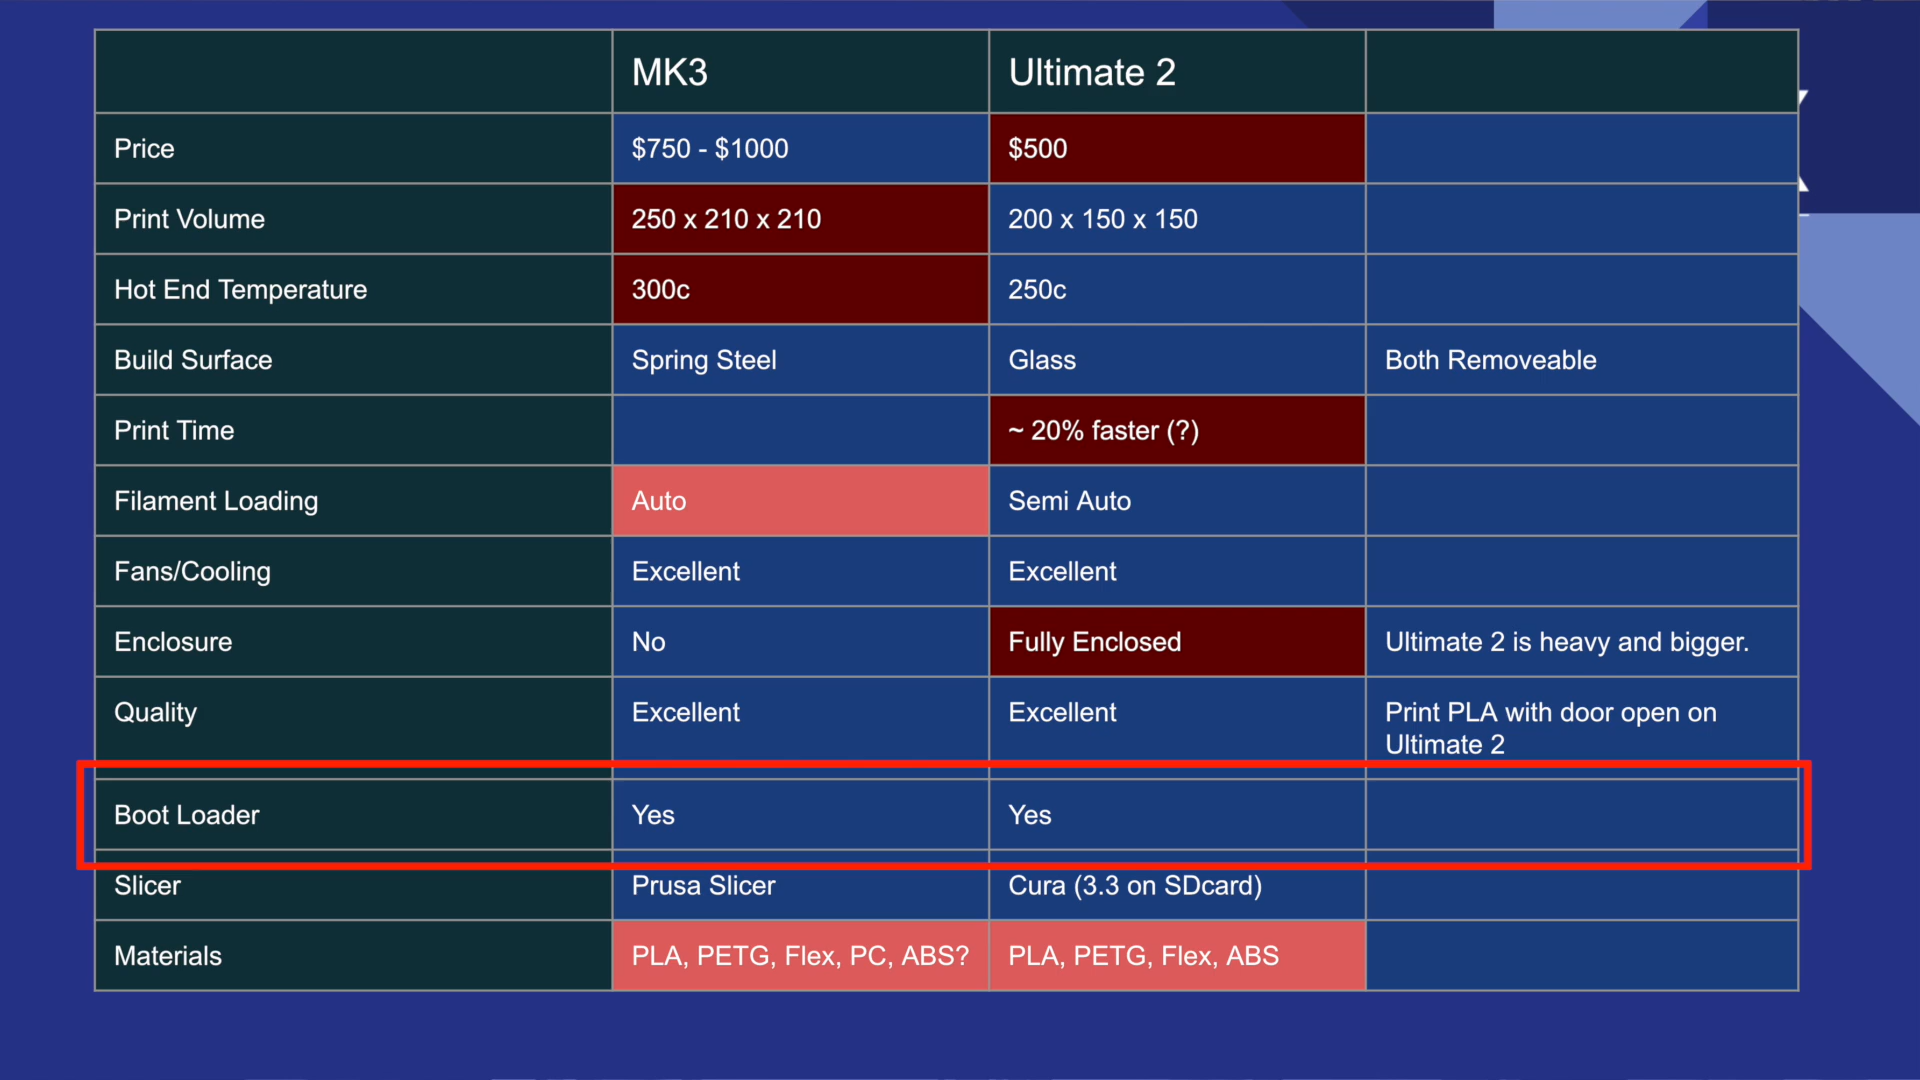 MK3 Ultimate 2
Price $750 - $1000 $500
Print Volume 250 x 210 x 210 200 x 150 x 150
Hot End Temperature 300c 250c
Build Surface Spring Steel Glass Both Removeable
Print Time ~ 20% faster (?)
Filament Loading Auto Semi Auto
Fans/Cooling Excellent Excellent
Enclosure No Fully Enclosed Ultimate 2 is heavy and bigger.
Quality Excellent Excellent Print PLA with door open on
Ultimate 2
Boot Loader Yes Yes
Slicer Prusa Slicer Cura (3.3 on SDcard)
Materials PLA, PETG, Flex, PC, ABS? PLA, PETG, Flex, ABS